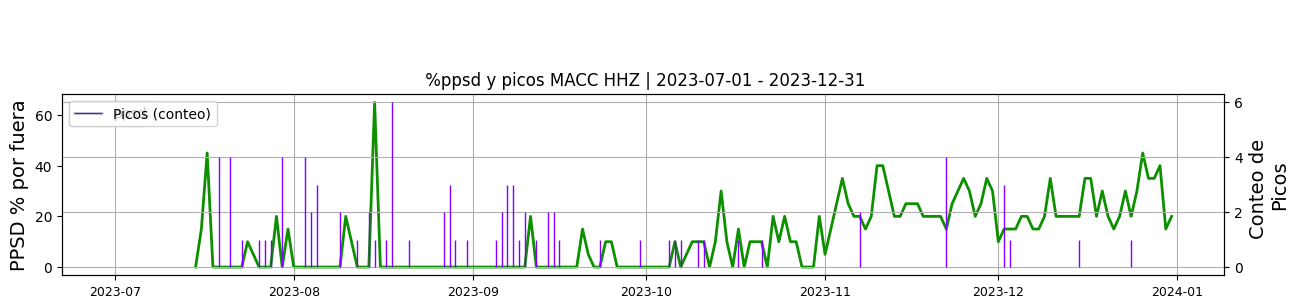 %ppsd y picos MACC HHZ | 2023-07-01 - 2023-12-31
PPSD % por fuera
60
40
20
0
Picos (conteo)
6
4
2
0
Conteo de
Picos
2023-07 2023-08 2023-09 2023-10 2023-11 2023-12 2024-01